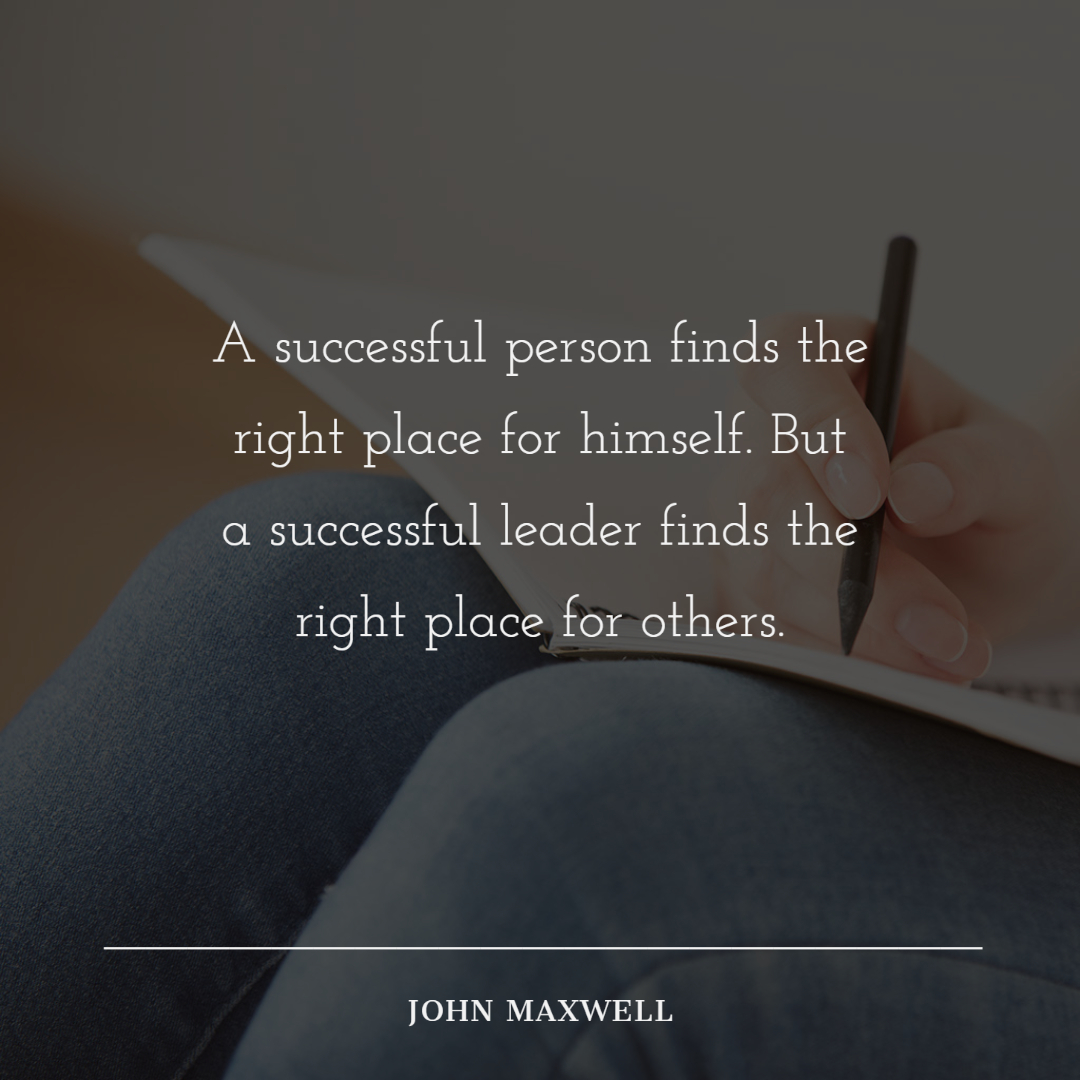 A successful person finds the
right place for himself. But
a successful leader finds the
right place for others.
JOHN MAXWELL